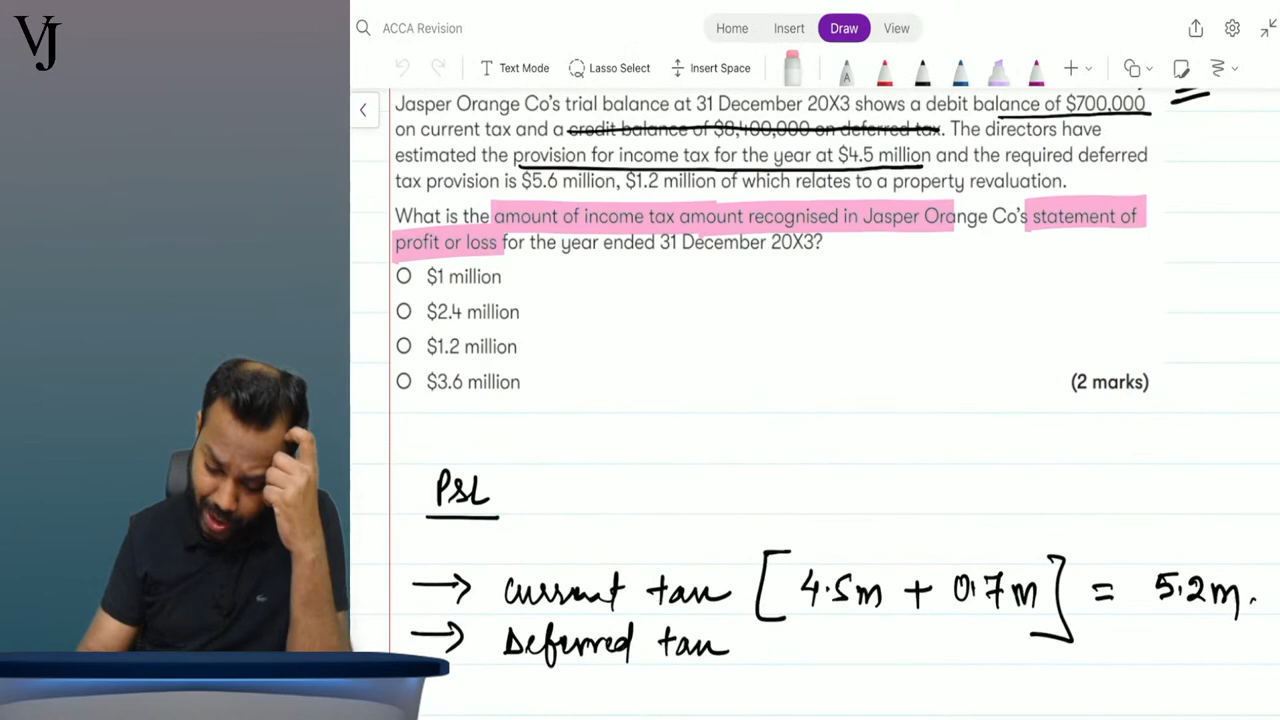 VJ
ACCA Revision
Home Insert Draw View
Text Mode Lasso Select Insert Space
Jasper Orange Co's trial balance at 31 December 20X3 shows a debit balance of $700,000
on current tax and a credit balance of $8,400,000 on deferred tax. The directors have
estimated the provision for income tax for the year at $4.5 million and the required deferred
tax provision is $5.6 million, $1.2 million of which relates to a property revaluation.
What is the amount of income tax amount recognised in Jasper Orange Co's statement of
profit or loss for the year ended 31 December 20X3?
$1 million
$2.4 million
$1.2 million
$3.6 million (2 marks)
P&L
→ Current tax [4.5m + 0.7m] = 5.2m.
→ Deferred tax